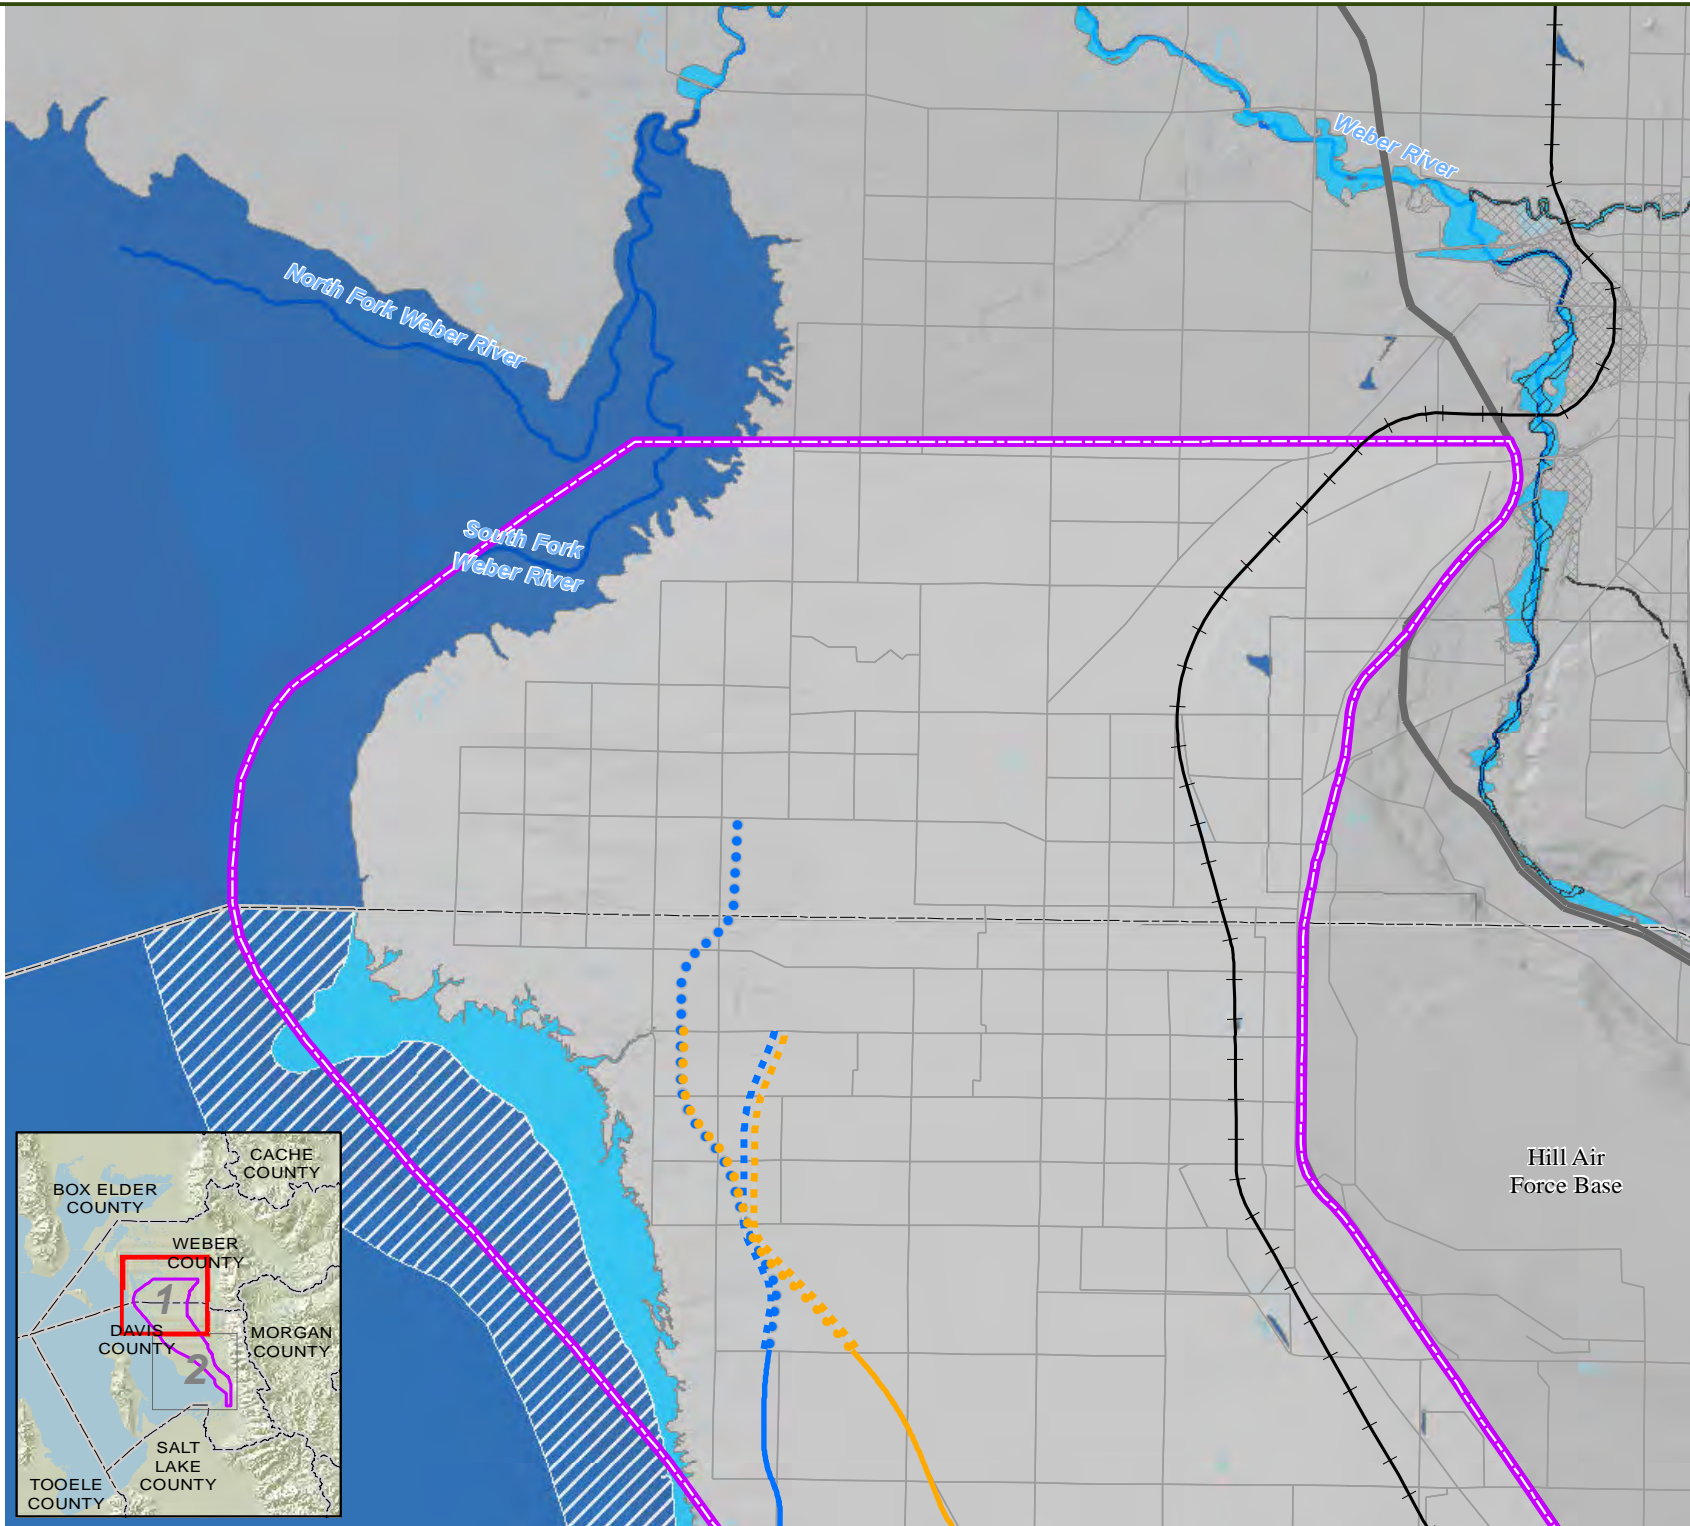 Weber River
North Fork Weber River
South Fork
Weber River
Hill Air
Force Base
CACHE
COUNTY
BOX ELDER
COUNTY
WEBER
COUNTY
1
DAVIS
COUNTY
MORGAN
COUNTY
2
SALT
LAKE
COUNTY
TOOELE
COUNTY